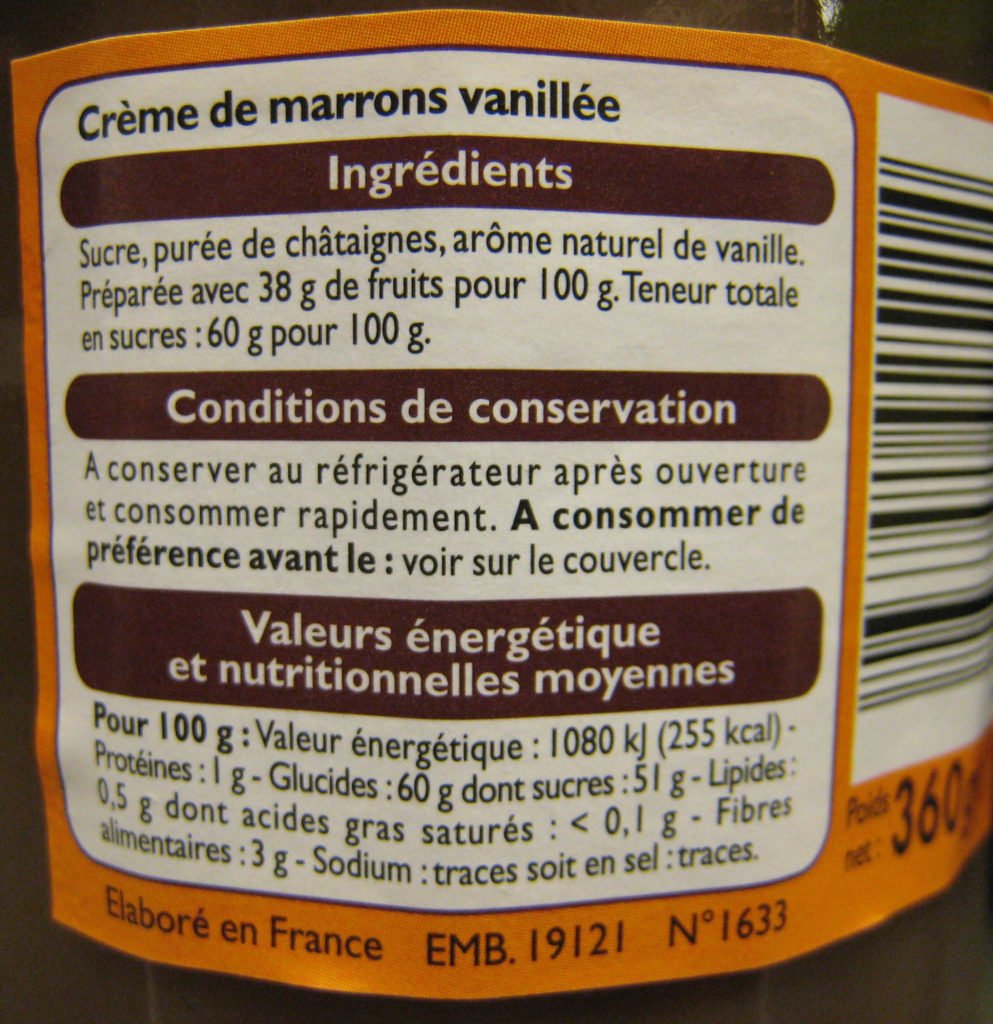 Crème de marrons vanillée
Ingrédients
Sucre, purée de châtaignes, arôme naturel de vanille.
Préparée avec 38 g de fruits pour 100 g. Teneur totale
en sucres : 60 g pour 100 g.
Conditions de conservation
A conserver au réfrigérateur après ouverture
et consommer rapidement. A consommer de
préférence avant le : voir sur le couvercle.
Valeurs énergétique
et nutritionnelles moyennes
Pour 100 g : Valeur énergétique : 1080 kJ (255 kcal) -
Protéines : 1 g - Glucides : 60 g dont sucres : 51 g - Lipides :
0,5 g dont acides gras saturés : < 0,1 g - Fibres
alimentaires : 3 g - Sodium : traces soit en sel : traces.
Elaboré en France EMB. 19121 N°1633
Poids
net : 360g